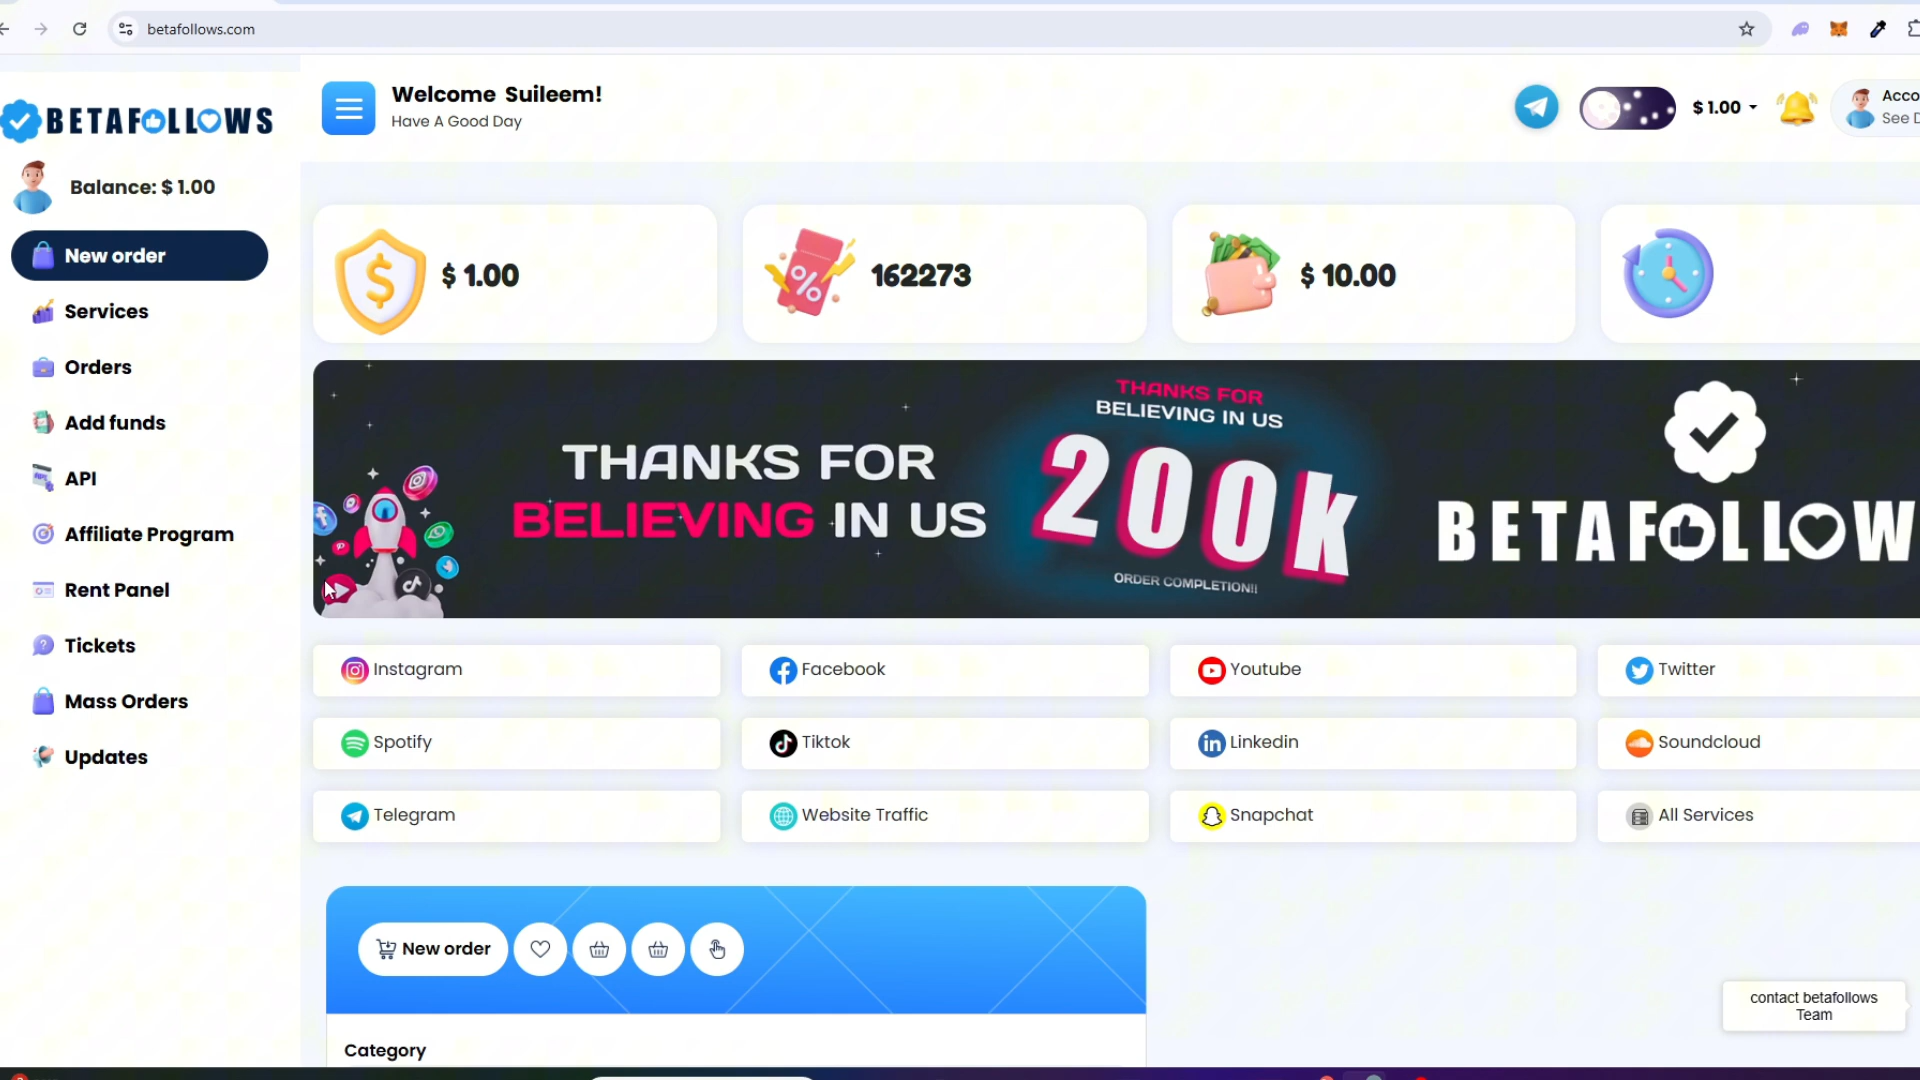 betafollows.com
BETAFOLLOWS
Welcome Suileem!
Have A Good Day
$ 1.00
Acco
See D
Balance: $ 1.00
New order
Services
Orders
Add funds
API
Affiliate Program
Rent Panel
Tickets
Mass Orders
Updates
$ 1.00
162273
$ 10.00
THANKS FOR
BELIEVING IN US
THANKS FOR
BELIEVING IN US
200k
ORDER COMPLETION!!
BETAFOLLOW
Instagram
Facebook
Youtube
Twitter
Spotify
Tiktok
Linkedin
Soundcloud
Telegram
Website Traffic
Snapchat
All Services
New order
Category
contact betafollows
Team